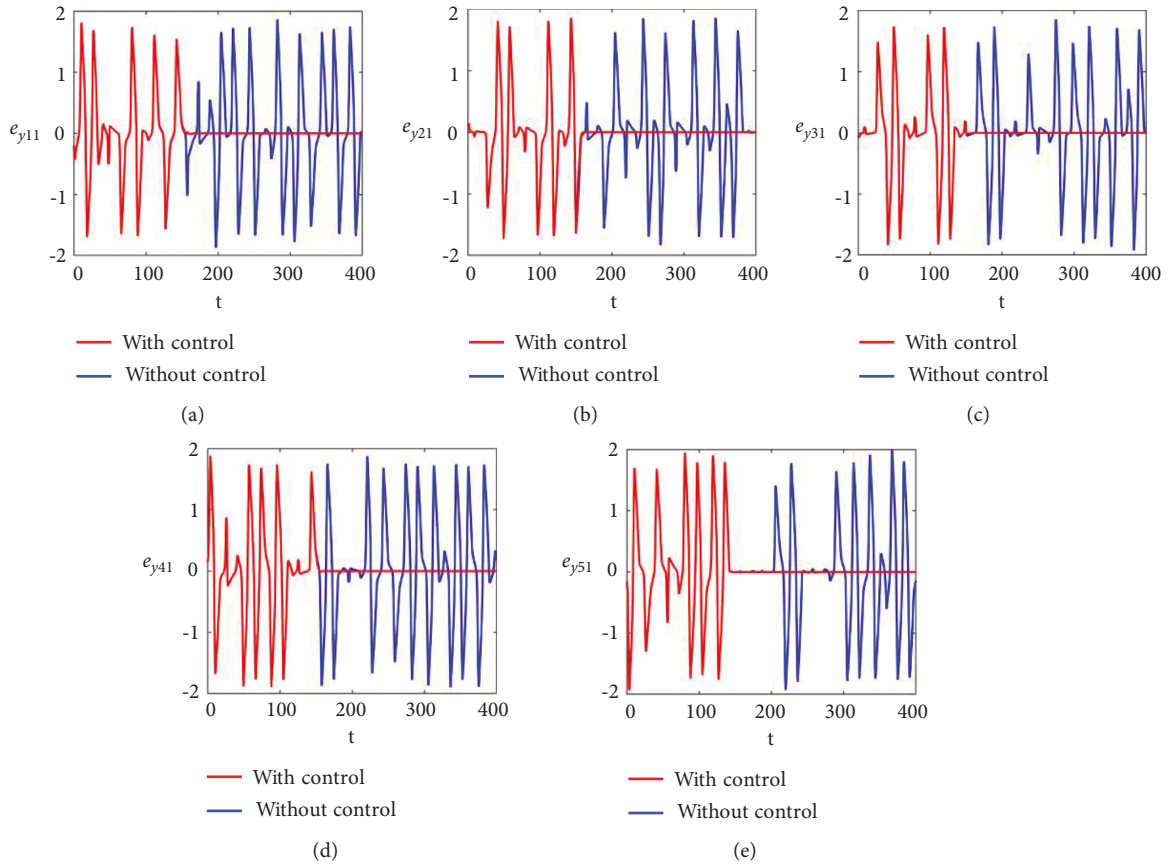 2
1
e_y11
0
-1
-2
0 100 200 300 400
t
With control
Without control
(a)
2
1
e_y21
0
-1
-2
0 100 200 300 400
t
With control
Without control
(b)
2
1
e_y31
0
-1
-2
0 100 200 300 400
t
With control
Without control
(c)
2
1
e_y41
0
-1
-2
0 100 200 300 400
t
With control
Without control
(d)
2
1
e_y51
0
-1
-2
0 100 200 300 400
t
With control
Without control
(e)